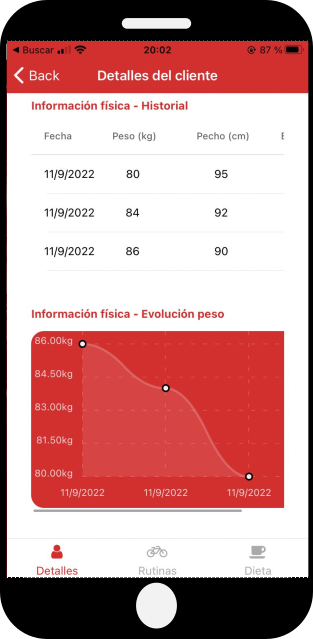 Buscar 20:02 87 %
Back Detalles del cliente
Información física - Historial
Fecha Peso (kg) Pecho (cm)
11/9/2022 80 95
11/9/2022 84 92
11/9/2022 86 90
Información física - Evolución peso
86.00kg
84.50kg
83.00kg
81.50kg
80.00kg
11/9/2022 11/9/2022 11/9/2022
Detalles Rutinas Dieta